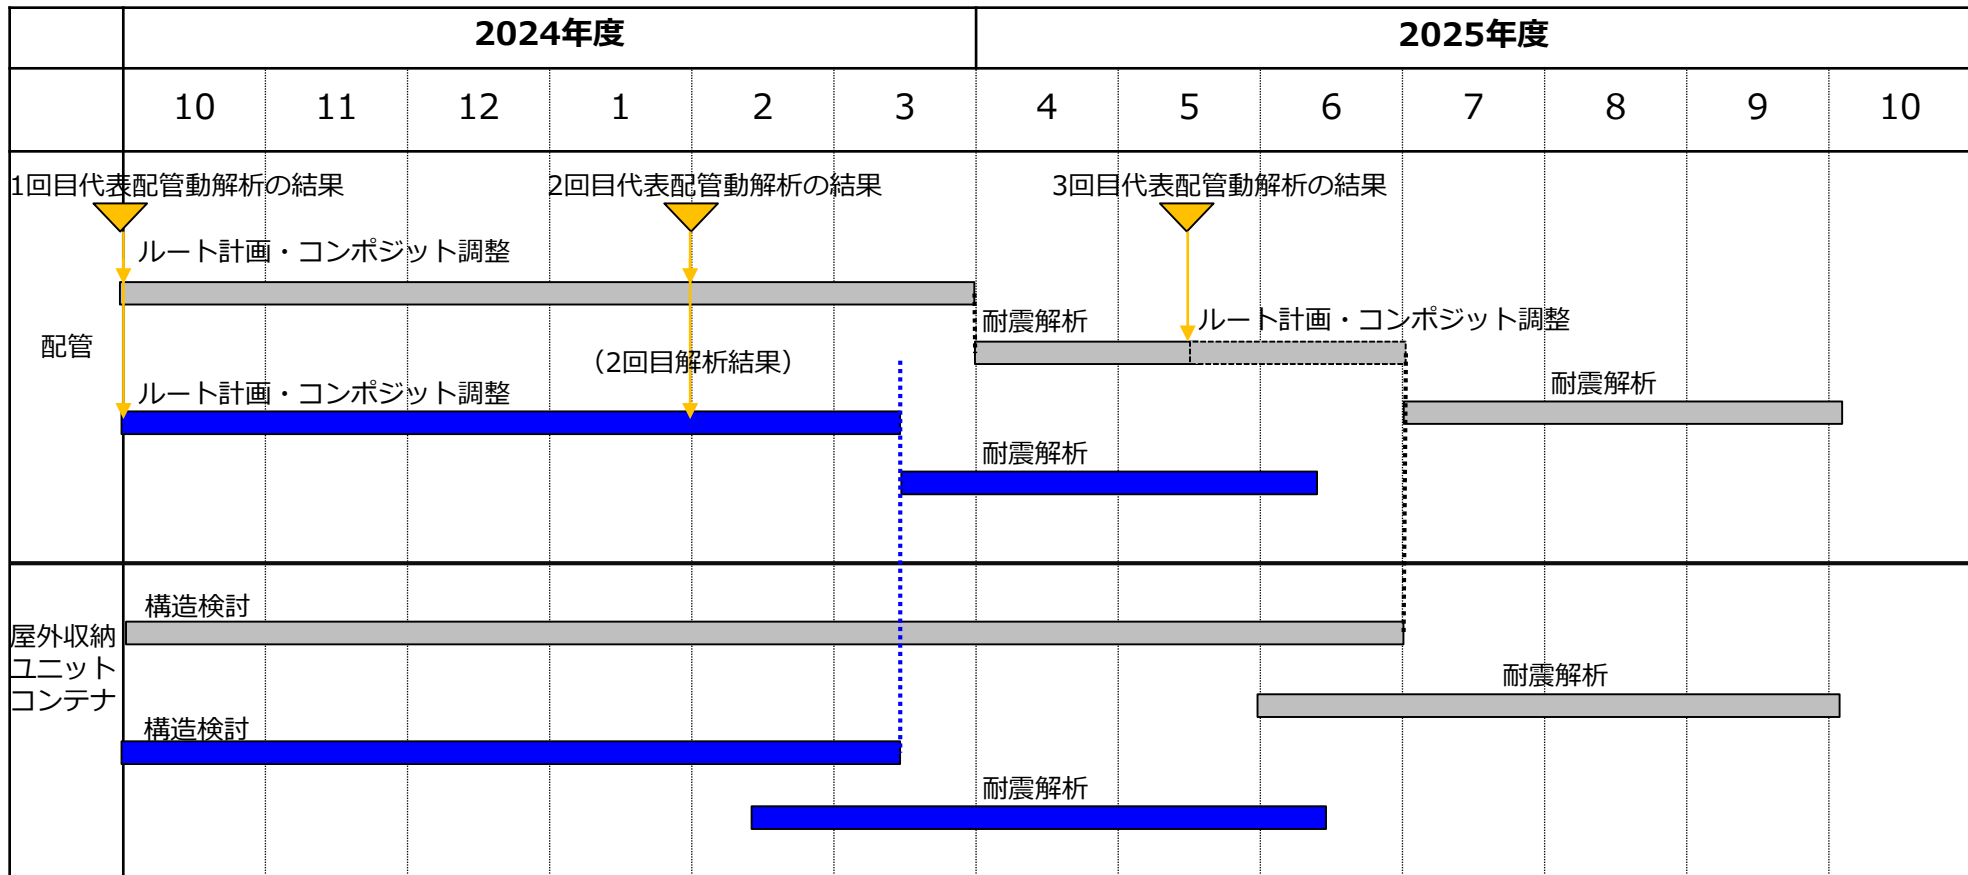 2024年度
2025年度
10 11 12 1 2 3 4 5 6 7 8 9 10
1回目代表配管動解析の結果
2回目代表配管動解析の結果
3回目代表配管動解析の結果
ルート計画・コンポジット調整
配管
耐震解析
ルート計画・コンポジット調整
（2回目解析結果）
ルート計画・コンポジット調整
耐震解析
耐震解析
構造検討
屋外収納
ユニット
コンテナ
耐震解析
構造検討
耐震解析